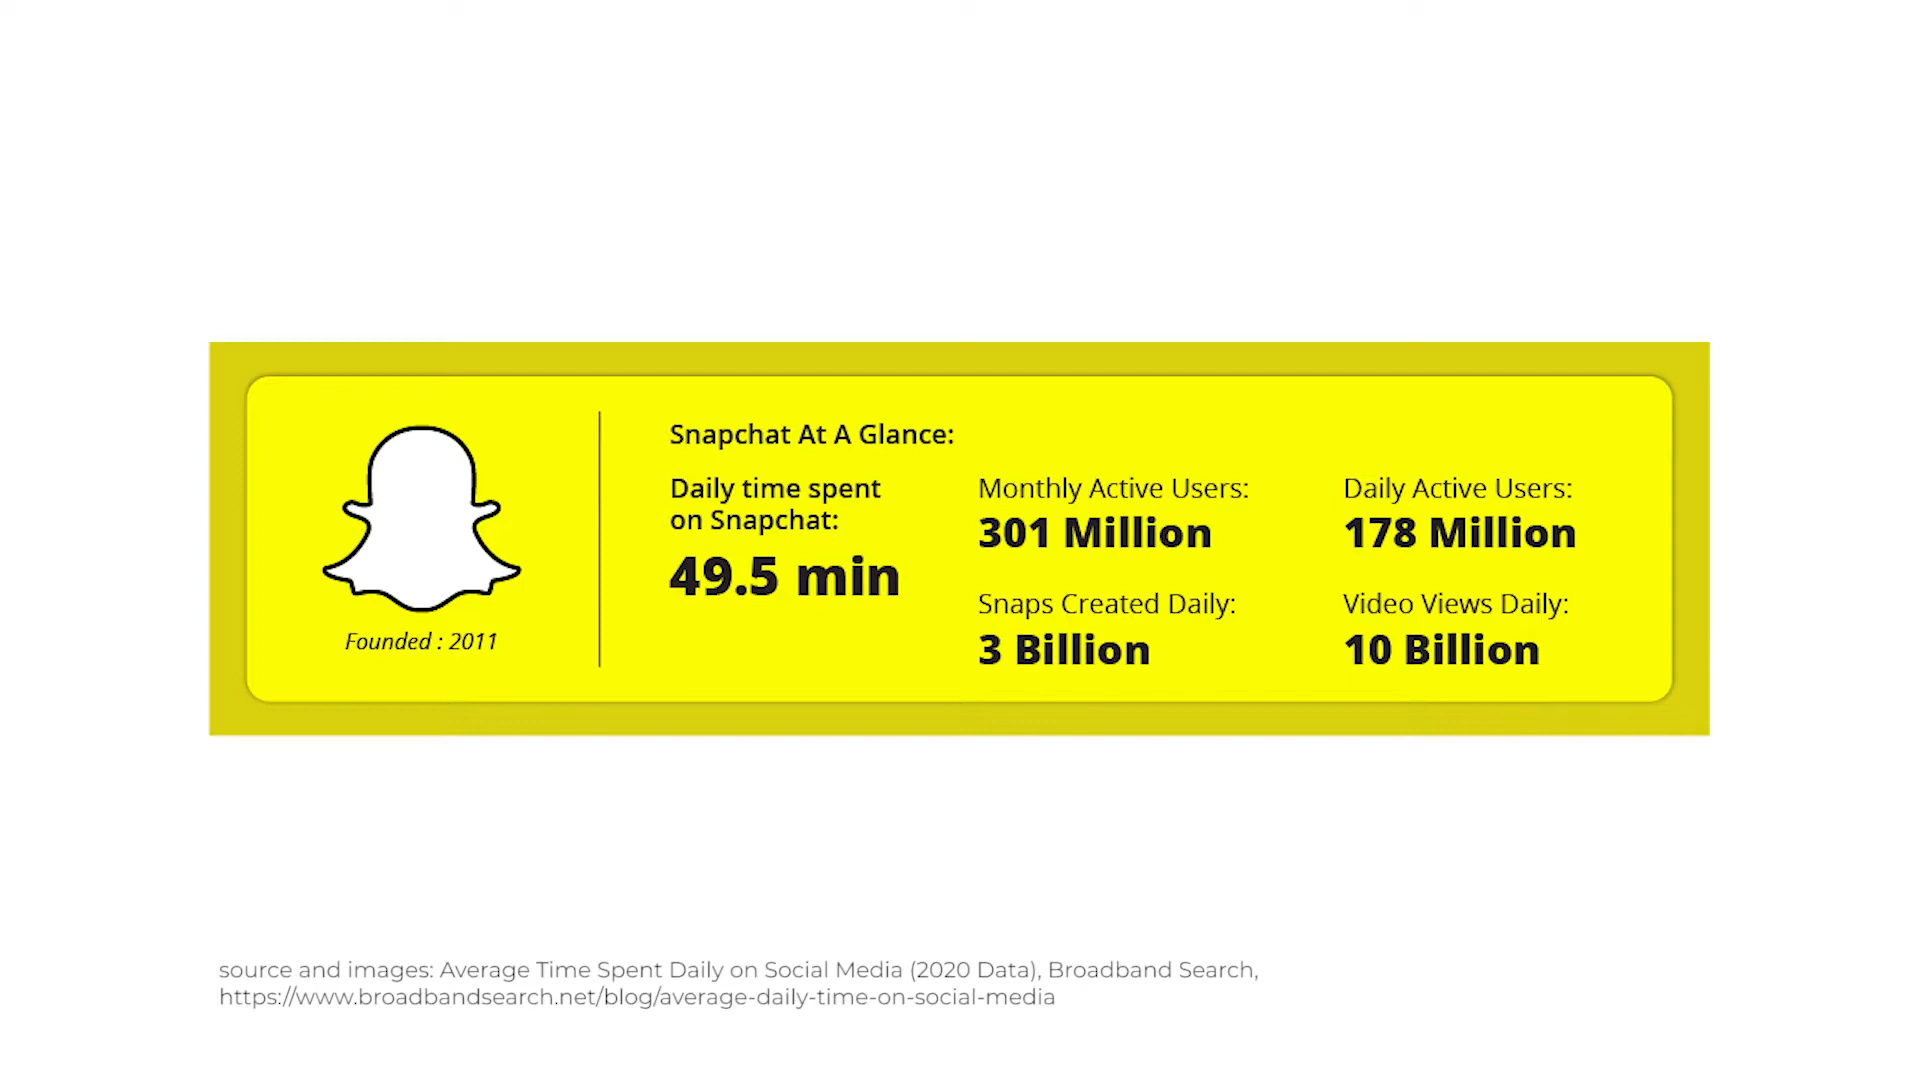 Snapchat At A Glance:
Daily time spent
on Snapchat:
49.5 min
Monthly Active Users:
301 Million
Daily Active Users:
178 Million
Snaps Created Daily:
3 Billion
Video Views Daily:
10 Billion
Founded : 2011
source and images: Average Time Spent Daily on Social Media (2020 Data), Broadband Search,
https://www.broadbandsearch.net/blog/average-daily-time-on-social-media